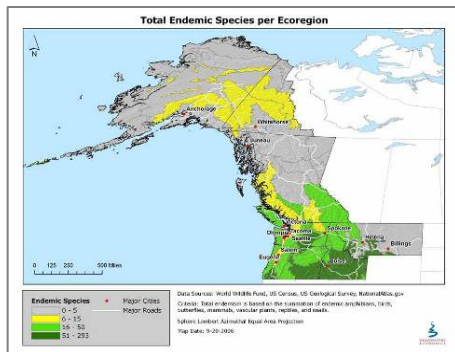 Total Endemic Species per Ecoregion
N
Anchorage
Whitehorse
Juneau
Victoria
Tacoma
Olympia
Seattle
Spokane
Helena
Billings
Salem
Eugene
Boise
0 125 250 500 Miles
Endemic Species
0 - 5
6 - 15
16 - 50
51 - 293
Major Cities
Major Roads
Data Sources: World Wildlife Fund, US Census, US Geological Survey, NationalAtlas.gov
Criteria: Total endemism is based on the summation of endemic amphibians, birds,
butterflies, mammals, vascular plants, reptiles, and snails.
Sphere Lambert Azimuthal Equal Area Projection
Map Date: 9-20-2006